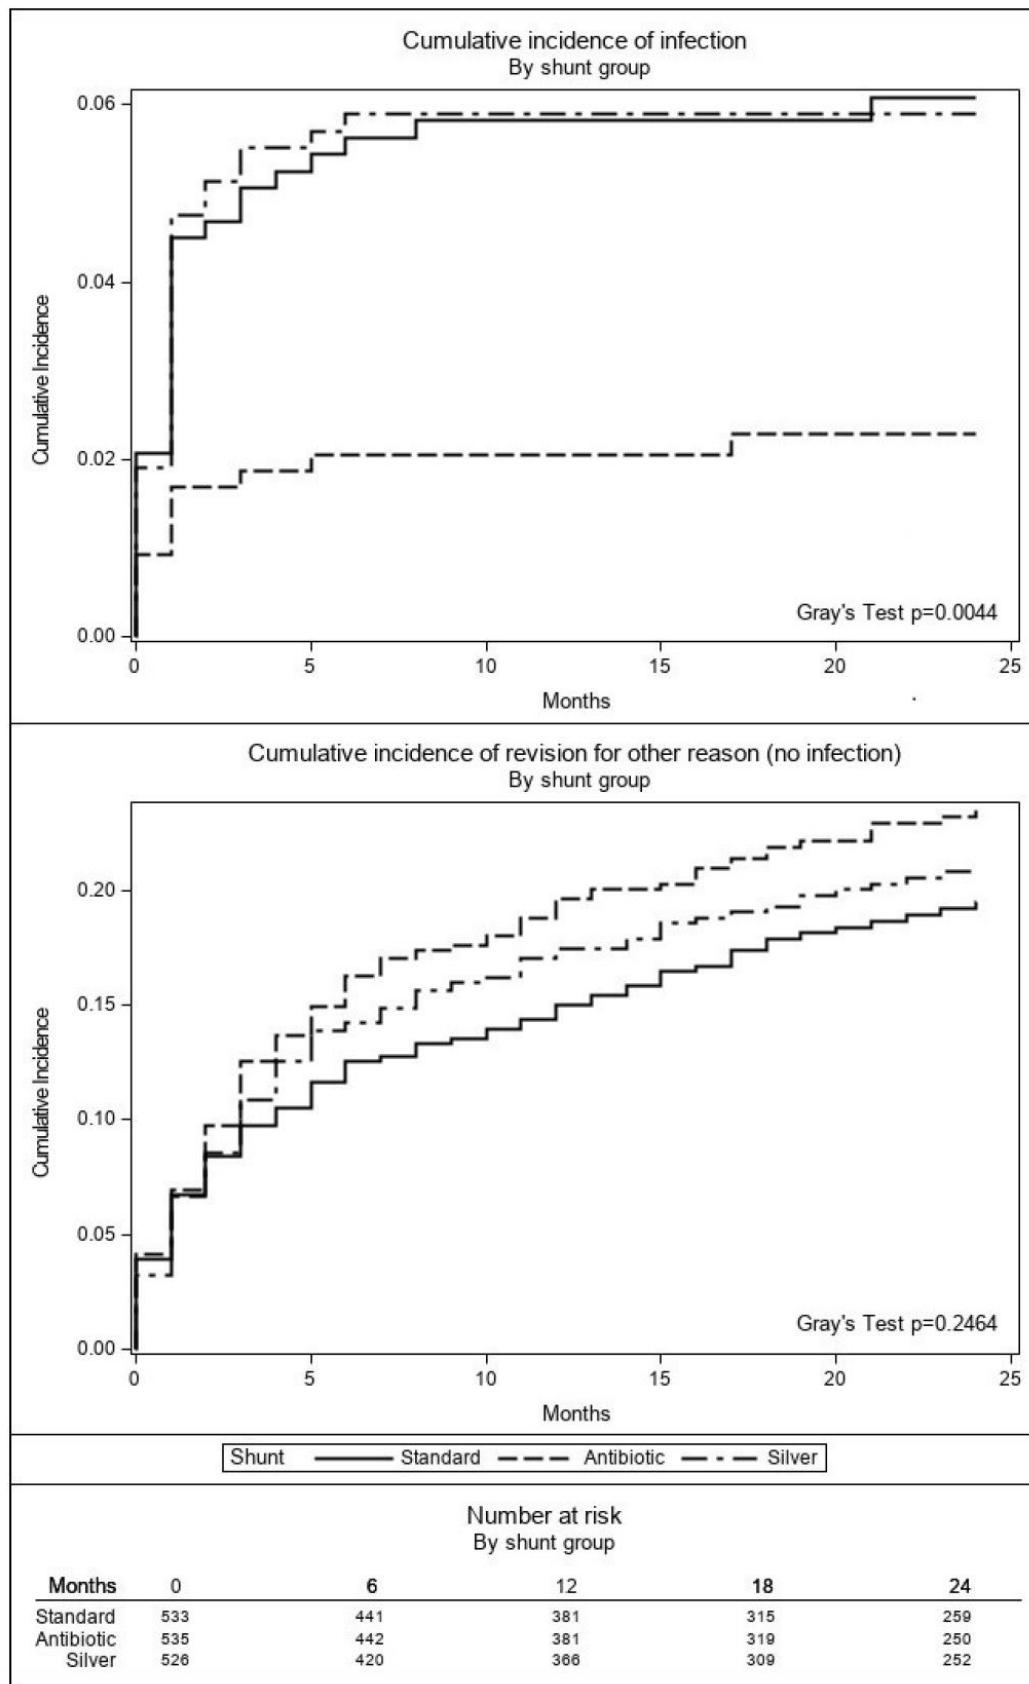 Cumulative incidence of infection
By shunt group
0.06
0.04
0.02
0.00
Cumulative Incidence
Gray's Test p=0.0044
0 5 10 15 20 25
Months
Cumulative incidence of revision for other reason (no infection)
By shunt group
0.20
0.15
0.10
0.05
0.00
Cumulative Incidence
Gray's Test p=0.2464
0 5 10 15 20 25
Months
Shunt Standard Antibiotic Silver
Number at risk
By shunt group
Months 0 6 12 18 24
Standard 533 441 381 315 259
Antibiotic 535 442 381 319 250
Silver 526 420 366 309 252